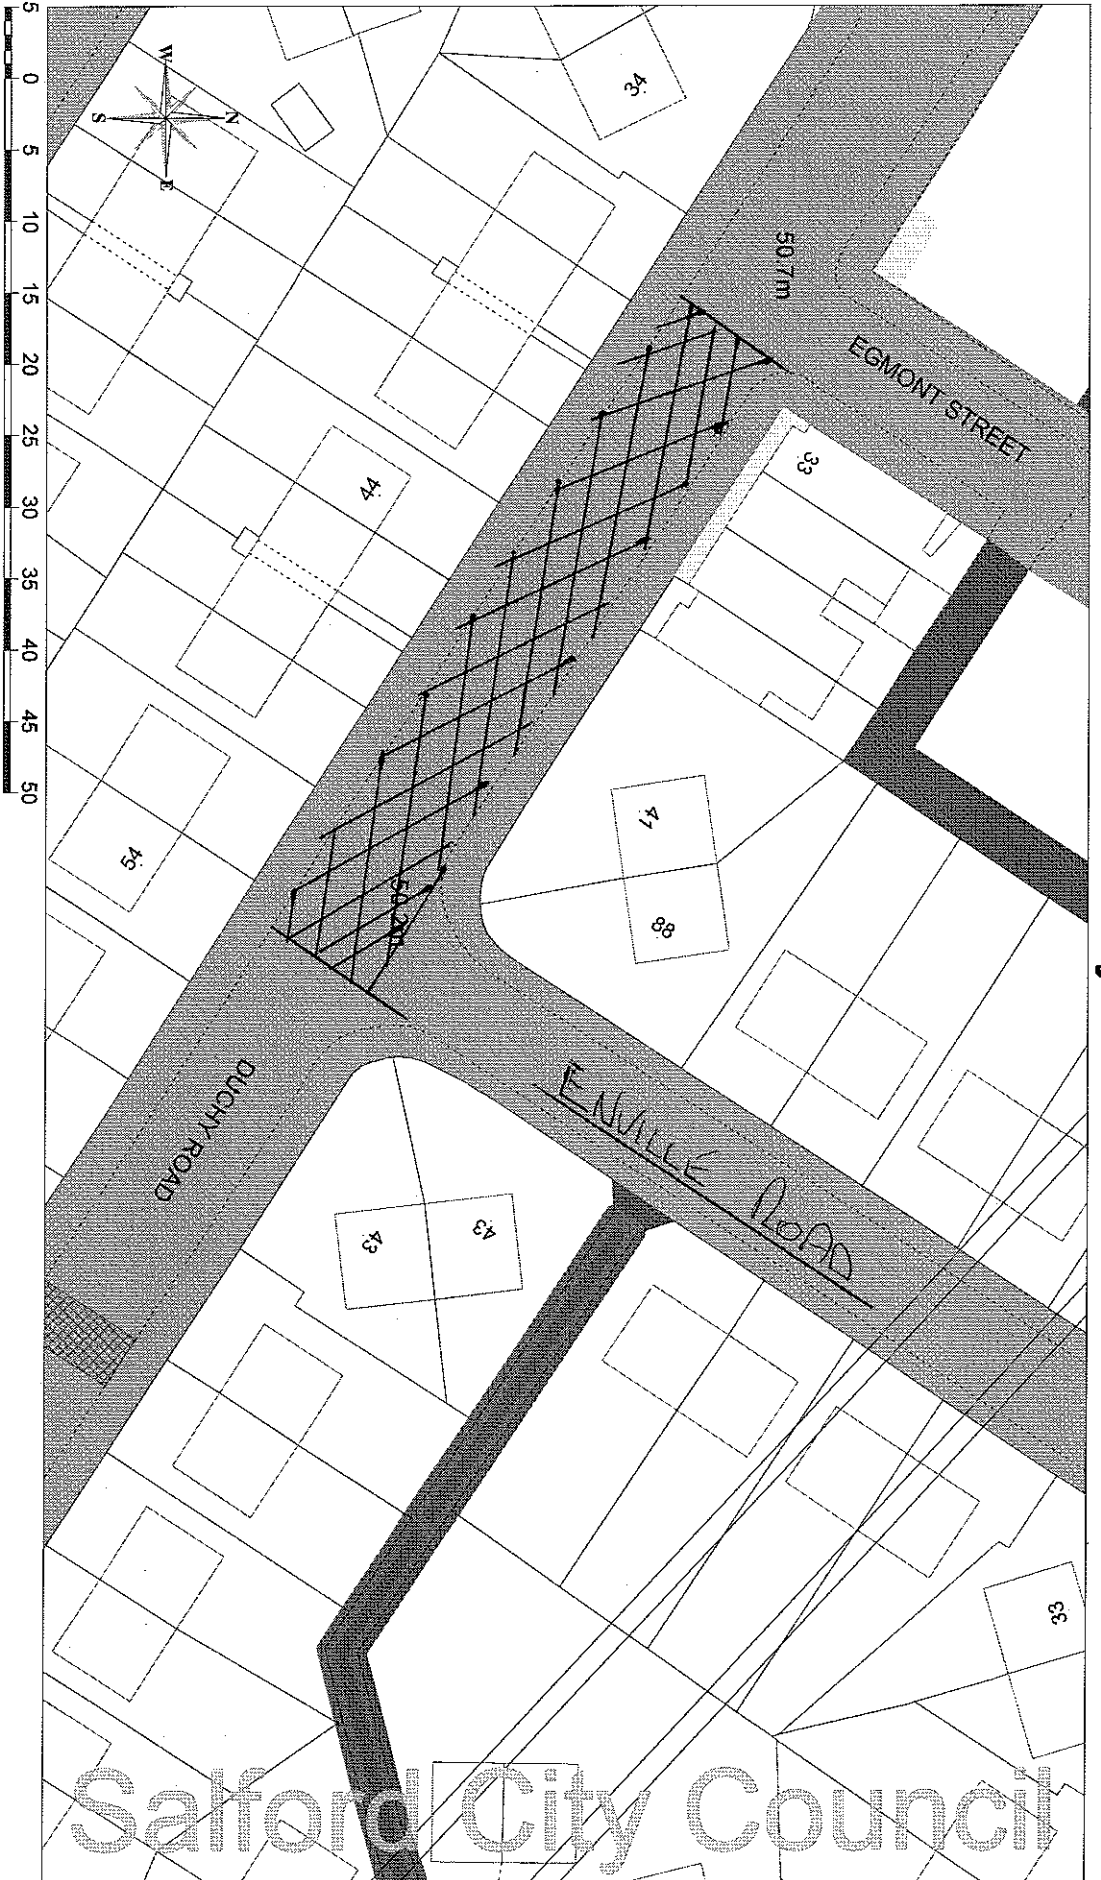 5 0 5 10 15 20 25 30 35 40 45 50
W
N
S
E
34
50.7m
EGMONT STREET
33
44
41
88
54
DUCHY ROAD
ENVILLE ROAD
43
43
33
Salford City Council